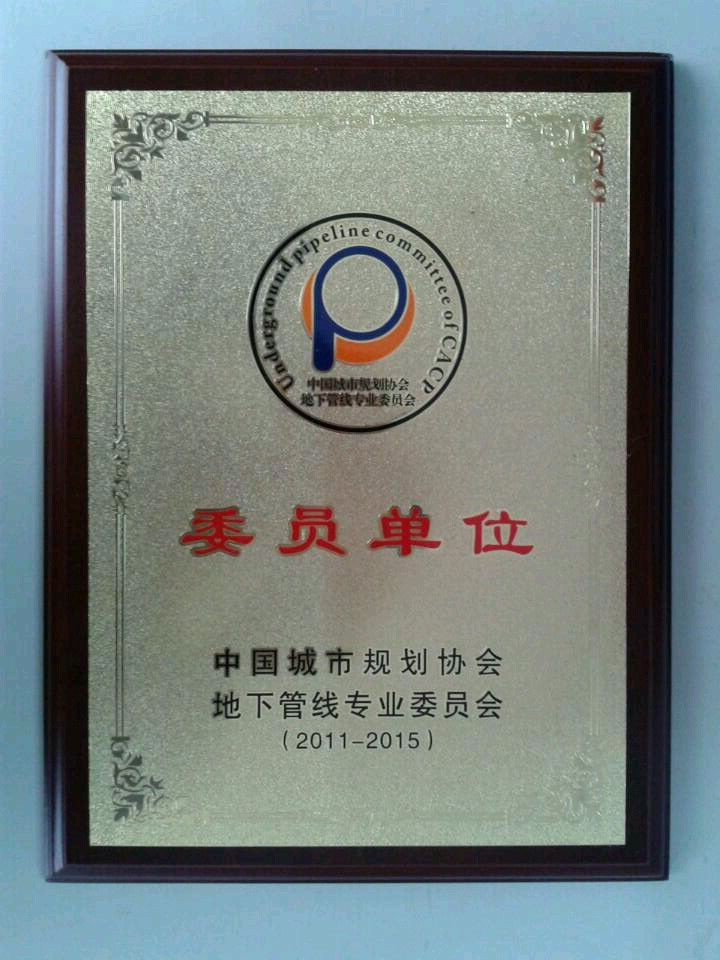 Underground pipeline committee of CACP
中国城市规划协会
地下管线专业委员会
委员单位
中国城市规划协会
地下管线专业委员会
(2011-2015)